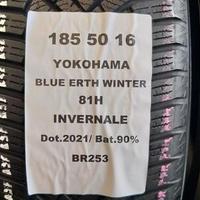 185 50 16
YOKOHAMA
BLUE ERTH WINTER
81H
INVERNALE
Dot.2021/ Bat.90%
BR253